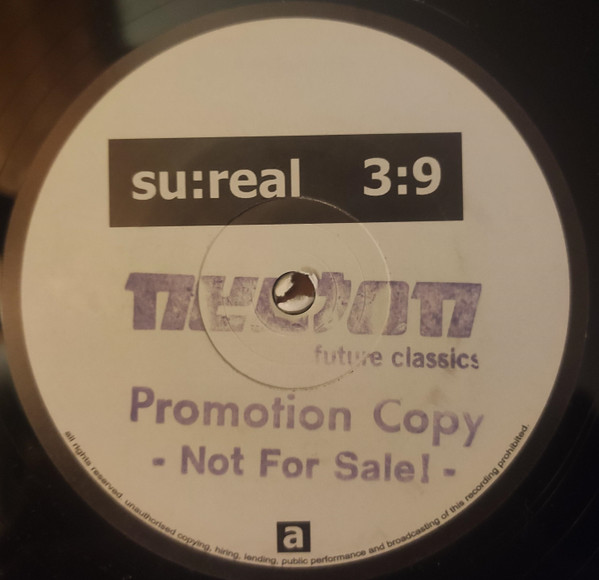 su:real 3:9
neuton
future classics
Promotion Copy
- Not For Sale! -
a
all rights reserved. unauthorised copying, hiring, lending, public performance and broadcasting of this recording prohibited.